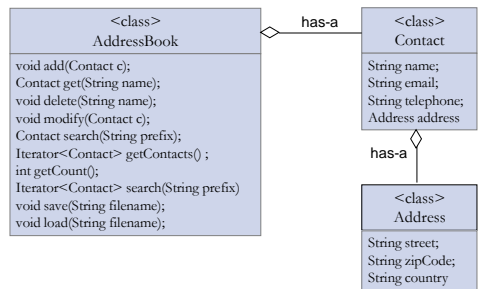 <class>
AddressBook
void add(Contact c);
Contact get(String name);
void delete(String name);
void modify(Contact c);
Contact search(String prefix);
Iterator<Contact> getContacts() ;
int getCount();
Iterator<Contact> search(String prefix)
void save(String filename);
void load(String filename);
has-a
<class>
Contact
String name;
String email;
String telephone;
Address address
has-a
<class>
Address
String street;
String zipCode;
String country